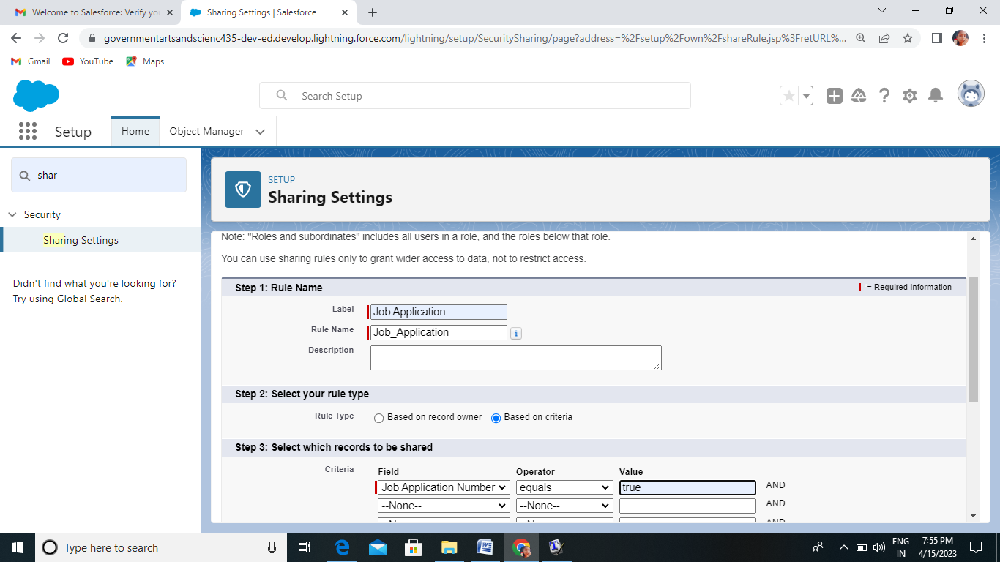 Welcome to Salesforce: Verify yo
Sharing Settings | Salesforce
governmentartsandscienc435-dev-ed.develop.lightning.force.com/lightning/setup/SecuritySharing/page?address=%2Fsetup%2Fown%2FshareRule.jsp%3FretURL%...
Gmail
YouTube
Maps
Search Setup
Setup
Home
Object Manager
shar
Security
Sharing Settings
Didn't find what you're looking for?
Try using Global Search.
SETUP
Sharing Settings
Note: "Roles and subordinates" includes all users in a role, and the roles below that role.
You can use sharing rules only to grant wider access to data, not to restrict access.
Step 1: Rule Name
= Required Information
Label
Job Application
Rule Name
Job_Application
i
Description
Step 2: Select your rule type
Rule Type
Based on record owner
Based on criteria
Step 3: Select which records to be shared
Criteria
Field Operator Value
Job Application Number equals true AND
--None-- --None-- AND
Type here to search
ENG
IN
7:55 PM
4/15/2023